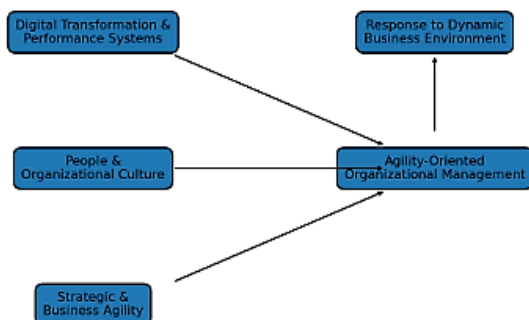 Digital Transformation &
Performance Systems
Response to Dynamic
Business Environment
People &
Organizational Culture
Agility-Oriented
Organizational Management
Strategic &
Business Agility